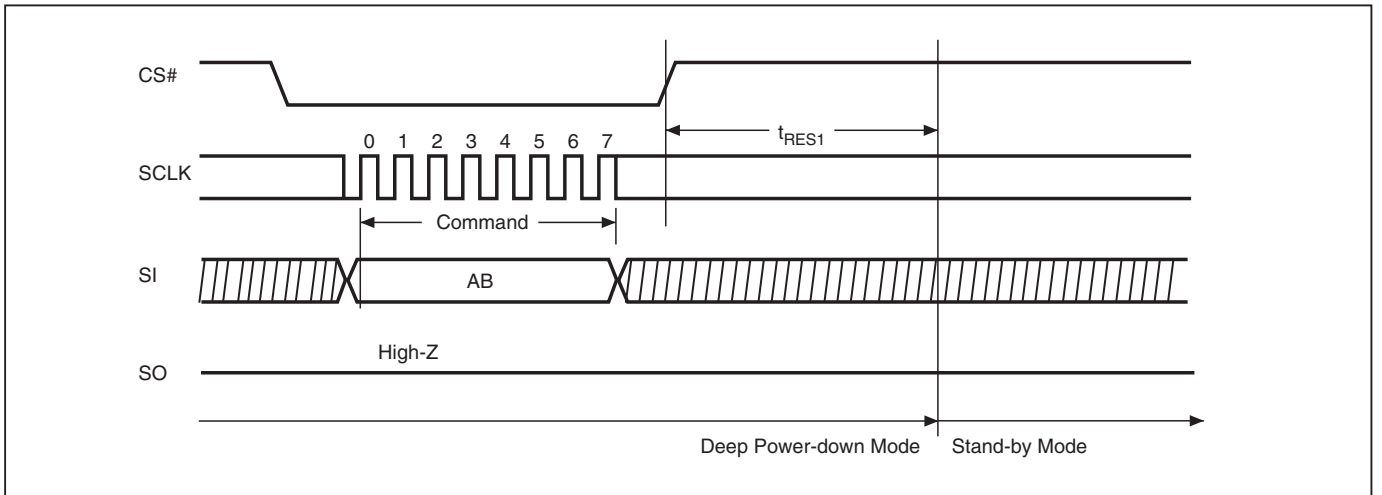 CS#
tRES1
0 1 2 3 4 5 6 7
SCLK
Command
SI
AB
High-Z
SO
Deep Power-down Mode
Stand-by Mode